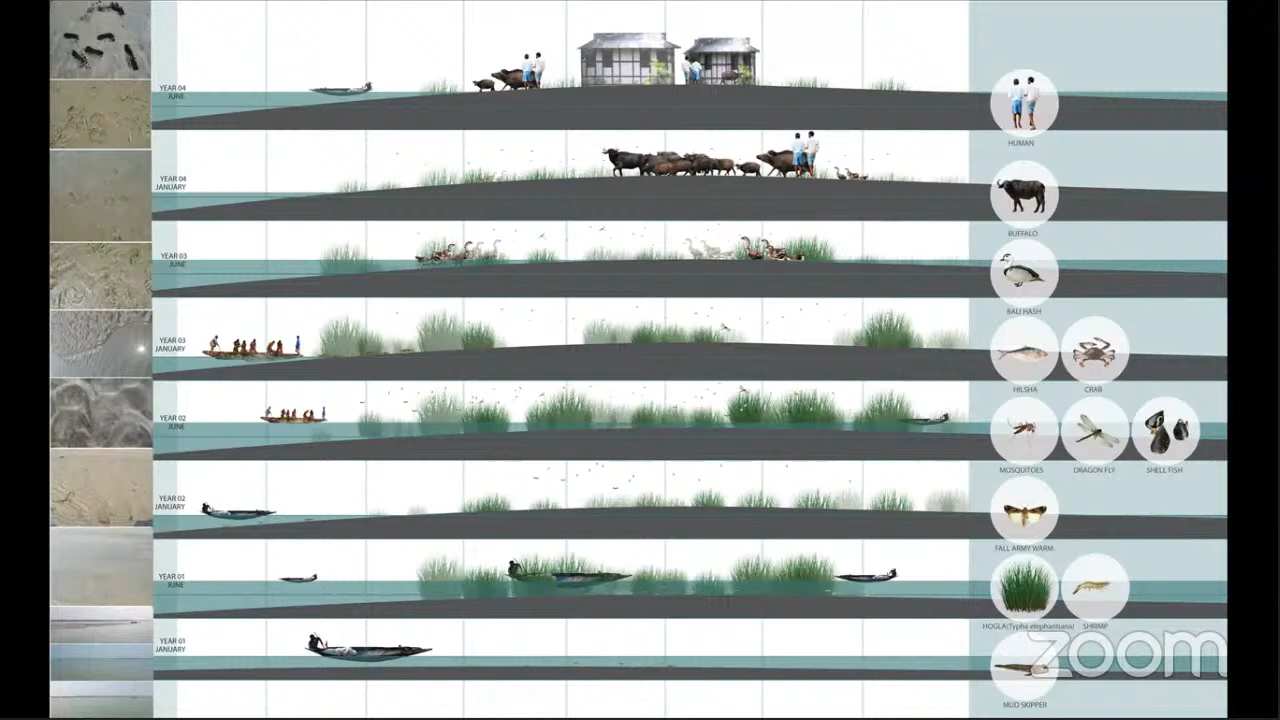 YEAR 04
JUNE
HUMAN
YEAR 04
JANUARY
BUFFALO
YEAR 03
JUNE
BALI HASH
YEAR 03
JANUARY
HILSHA
CRAB
YEAR 02
JUNE
MOSQUITOES
DRAGON FLY
SHELL FISH
YEAR 02
JANUARY
FALL ARMY WARM
YEAR 01
JUNE
HOGLA(Typha elephantiana)
SHRIMP
YEAR 01
JANUARY
zoom
MUD SKIPPER